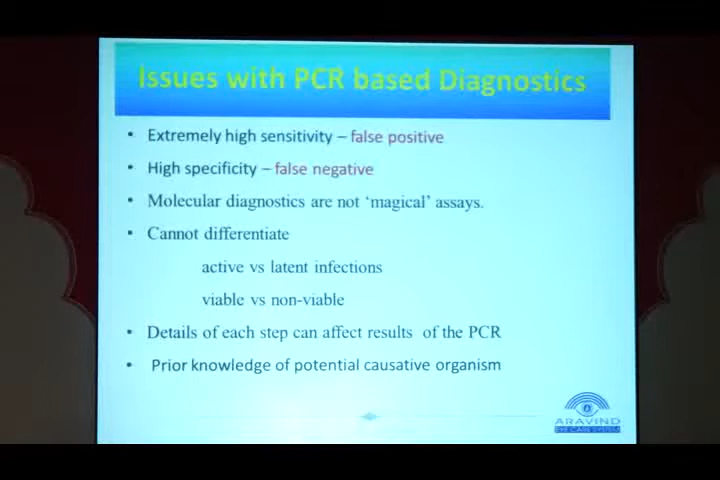 Issues with PCR based Diagnostics
• Extremely high sensitivity – false positive
• High specificity – false negative
• Molecular diagnostics are not ‘magical’ assays.
• Cannot differentiate
active vs latent infections
viable vs non-viable
• Details of each step can affect results of the PCR
• Prior knowledge of potential causative organism
ARAVIND
EYE CARE SYSTEM